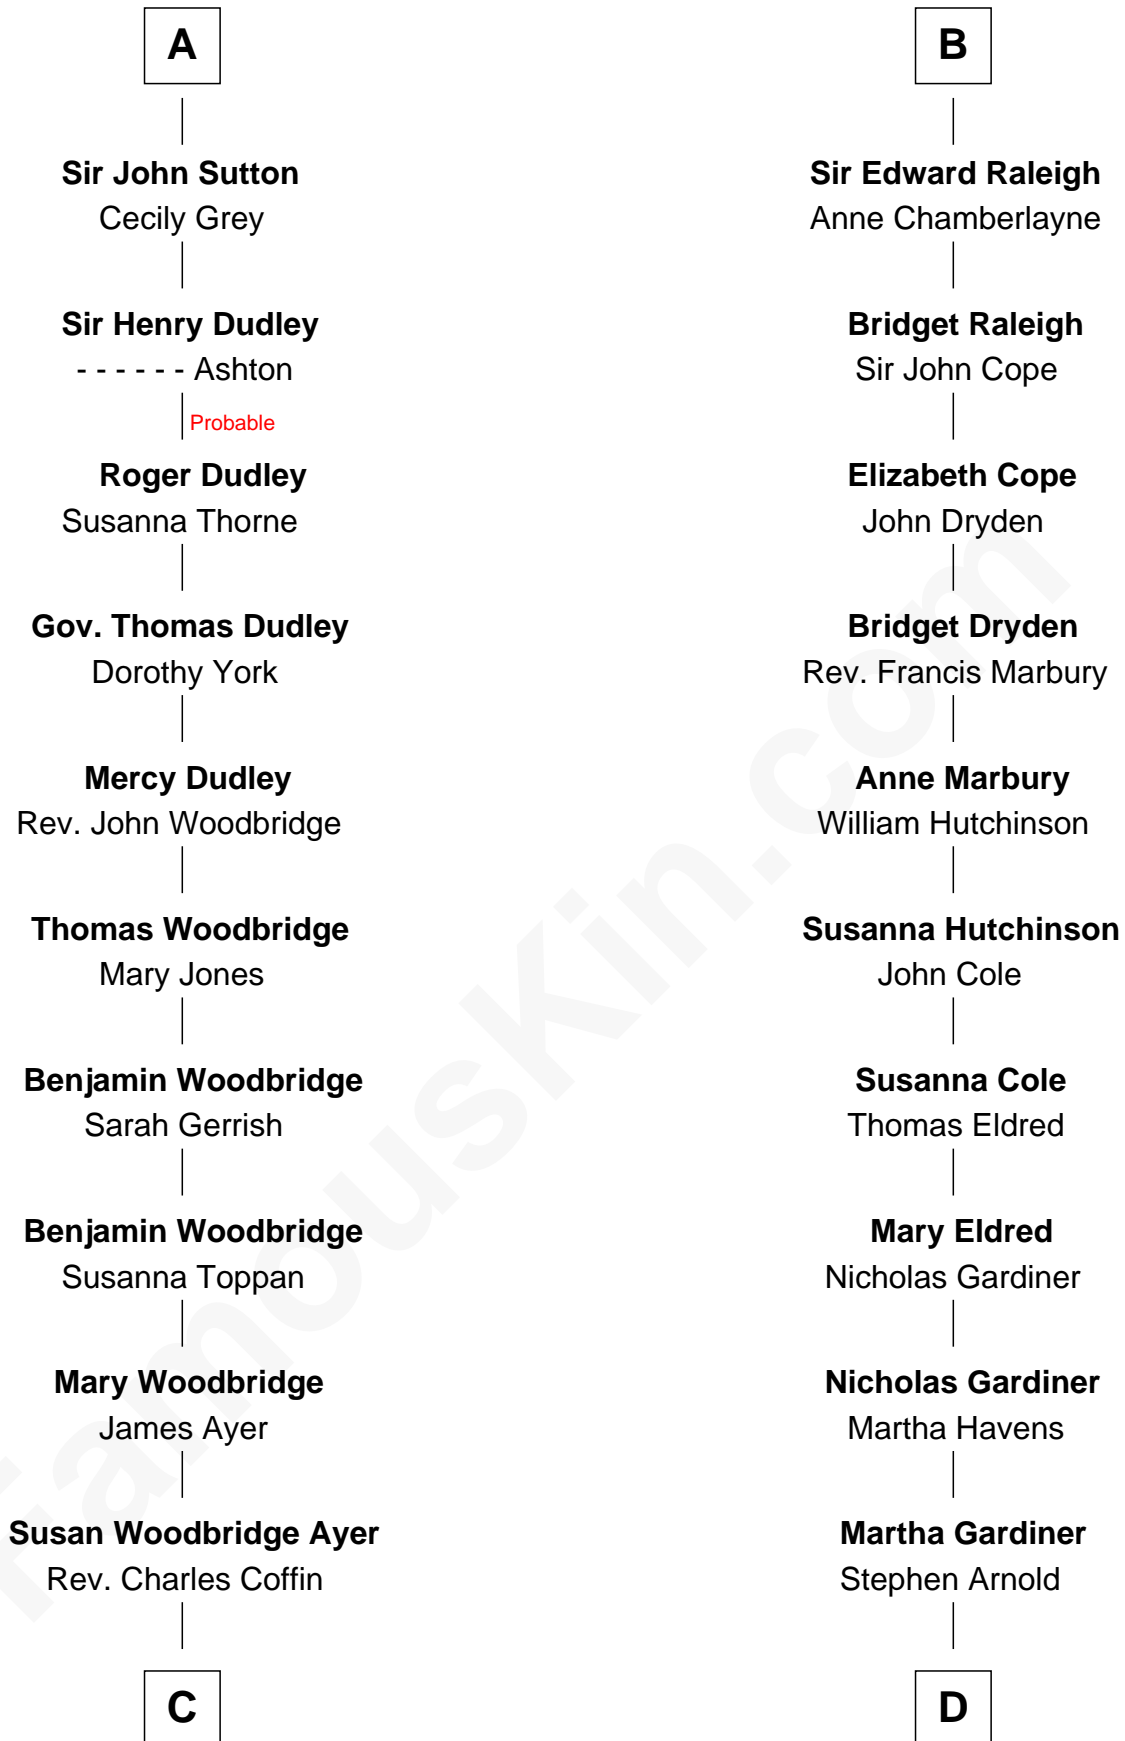 A
Sir John Sutton
Cecily Grey
Sir Henry Dudley
- - - - - - Ashton
Probable
Roger Dudley
Susanna Thorne
Gov. Thomas Dudley
Dorothy York
Mercy Dudley
Rev. John Woodbridge
Thomas Woodbridge
Mary Jones
Benjamin Woodbridge
Sarah Gerrish
Benjamin Woodbridge
Susanna Toppan
Mary Woodbridge
James Ayer
Susan Woodbridge Ayer
Rev. Charles Coffin
C
B
Sir Edward Raleigh
Anne Chamberlayne
Bridget Raleigh
Sir John Cope
Elizabeth Cope
John Dryden
Bridget Dryden
Rev. Francis Marbury
Anne Marbury
William Hutchinson
Susanna Hutchinson
John Cole
Susanna Cole
Thomas Eldred
Mary Eldred
Nicholas Gardiner
Nicholas Gardiner
Martha Havens
Martha Gardiner
Stephen Arnold
D
FamousKin.com